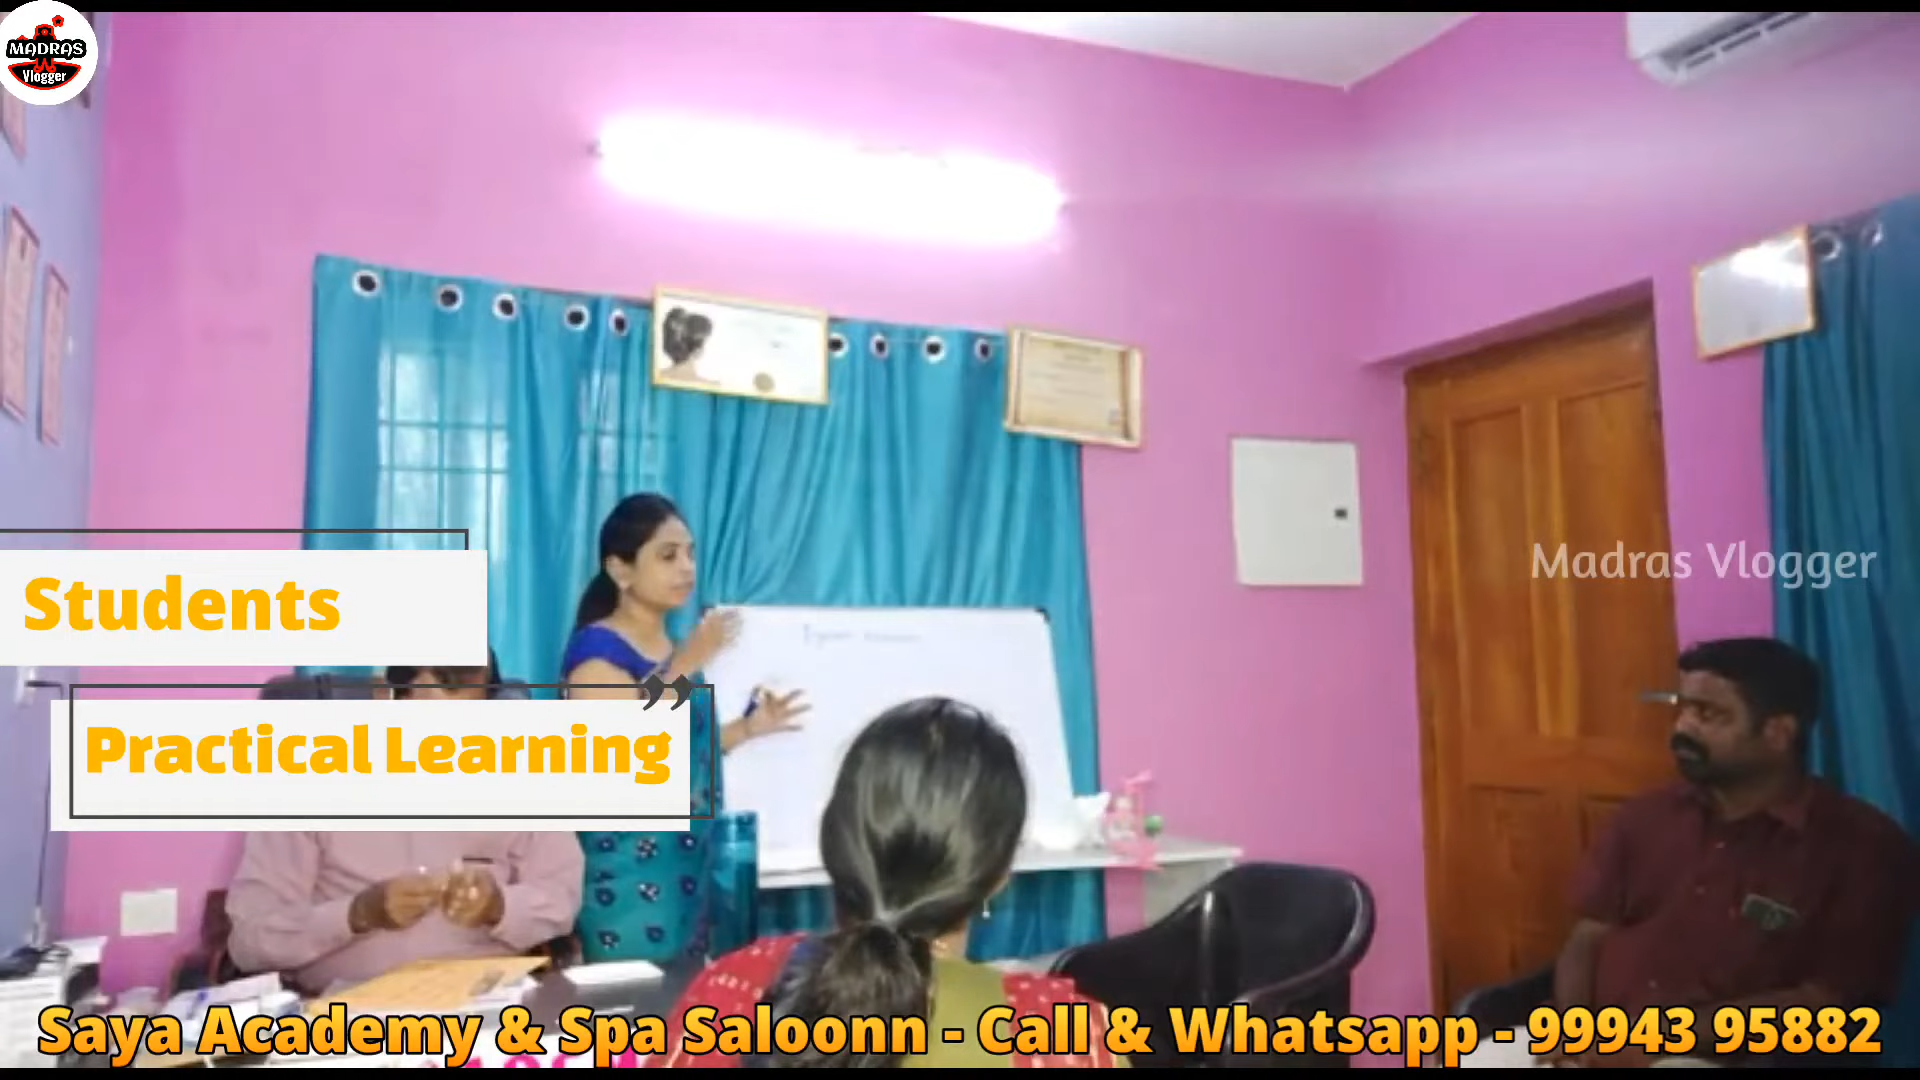 MADRAS
Vlogger
Students
Madras Vlogger
”
Practical Learning
Saya Academy & Spa Saloonn - Call & Whatsapp - 99943 95882